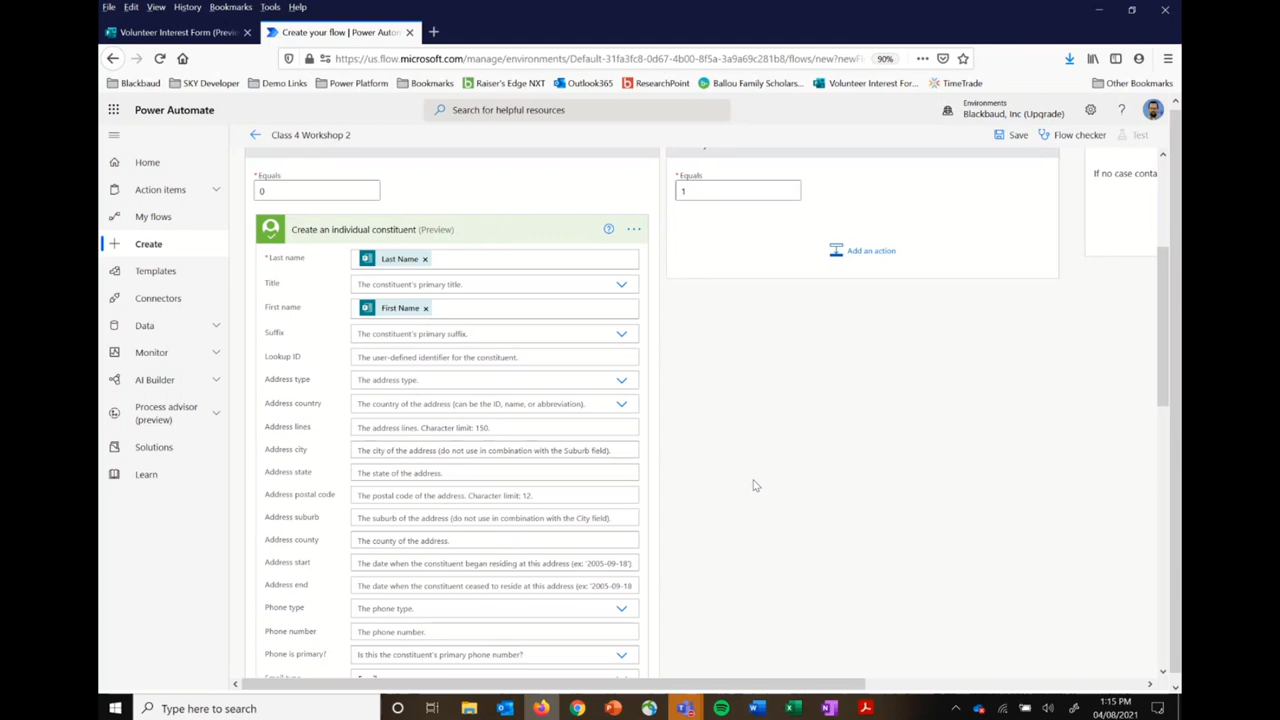 File Edit View History Bookmarks Tools Help
Volunteer Interest Form (Previ
Create your flow | Power Autom
https://us.flow.microsoft.com/manage/environments/Default-31fa3fc8-0d67-4b00-8f5a-3a9a69c281b8/flows/new?newFl
90%
Blackbaud SKY Developer Demo Links Power Platform Bookmarks Raiser's Edge NXT Outlook365 ResearchPoint Ballou Family Scholars... Volunteer Interest For... TimeTrade Other Bookmarks
Power Automate
Search for helpful resources
Environments
Blackbaud, Inc (Upgrade)
Class 4 Workshop 2
Save Flow checker Test
Home
Action items
My flows
Create
Templates
Connectors
Data
Monitor
AI Builder
Process advisor
(preview)
Solutions
Learn
* Equals
0
Create an individual constituent (Preview)
* Last name Last Name ×
Title The constituent's primary title.
First name First Name ×
Suffix The constituent's primary suffix.
Lookup ID The user-defined identifier for the constituent.
Address type The address type.
Address country The country of the address (can be the ID, name, or abbreviation).
Address lines The address lines. Character limit: 150.
Address city The city of the address (do not use in combination with the Suburb field).
Address state The state of the address.
Address postal code The postal code of the address. Character limit: 12.
Address suburb The suburb of the address (do not use in combination with the City field).
Address county The county of the address.
Address start The date when the constituent began residing at this address (ex: '2005-09-18')
Address end The date when the constituent ceased to reside at this address (ex: '2005-09-18
Phone type The phone type.
Phone number The phone number.
Phone is primary? Is this the constituent's primary phone number?
* Equals
1
Add an action
If no case conta
Type here to search
1:15 PM
04/08/2021